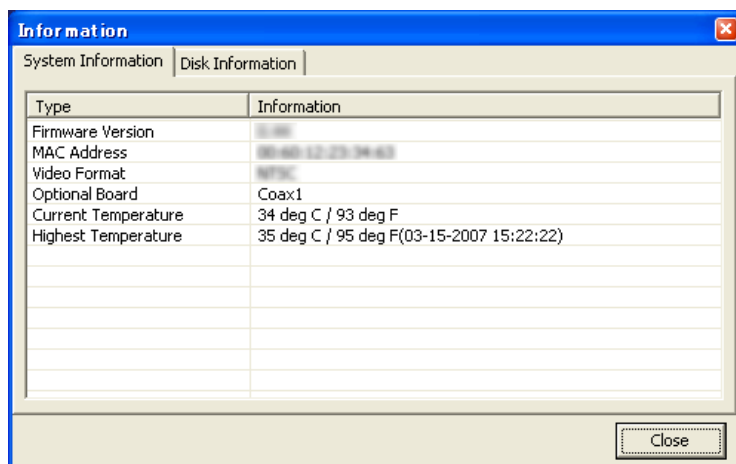 Information
System Information Disk Information
Type Information
Firmware Version
MAC Address
Video Format
Optional Board Coax1
Current Temperature 34 deg C / 93 deg F
Highest Temperature 35 deg C / 95 deg F(03-15-2007 15:22:22)
Close